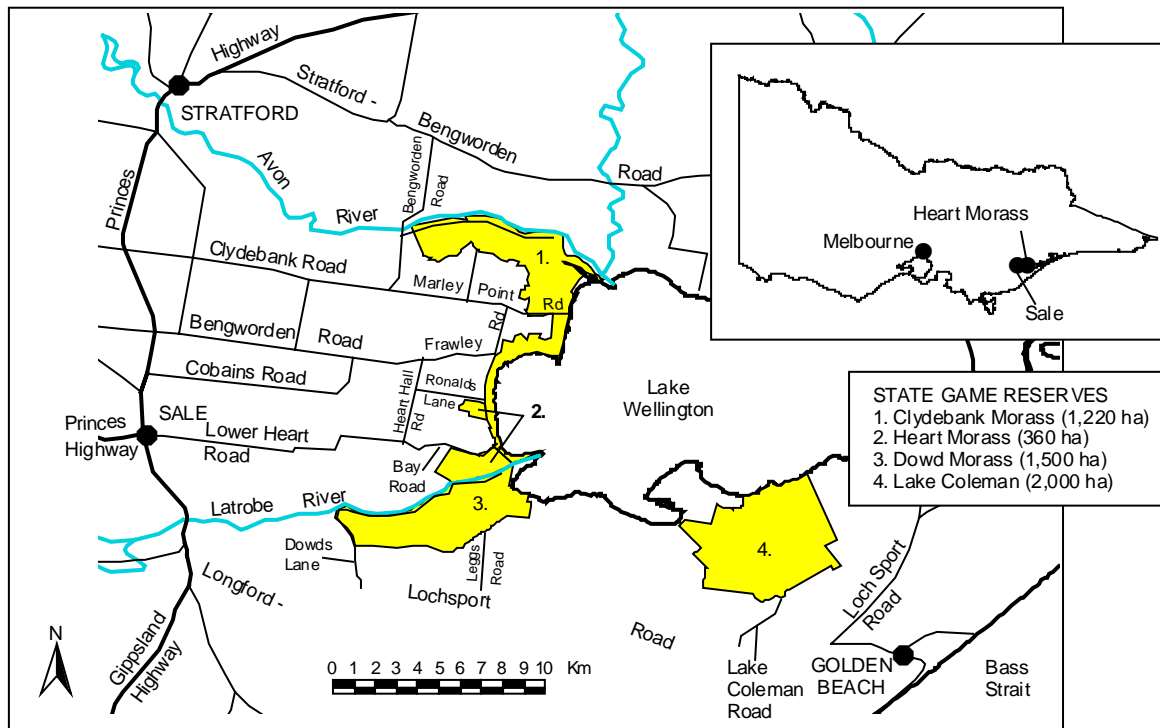 Highway
STRATFORD
Stratford -
Bengworden
Road
Princes
Avon
River
Bengworden
Road
Clydebank Road
Marley
Point
Rd
1.
Bengworden
Road
Frawley
Rd
Cobains Road
Heart Hall
Rd
Ronalds
Lane
2.
Lake
Wellington
SALE
Princes
Highway
Lower Heart
Road
Bay
Road
Latrobe
River
3.
4.
Dowds
Lane
Leggs
Road
Longford -
Lochsport
Road
Gippsland
Highway
Loch Sport
Road
Lake
Coleman
Road
GOLDEN
BEACH
Bass
Strait
N
0 1 2 3 4 5 6 7 8 9 10 Km
Heart Morass
Melbourne
Sale
STATE GAME RESERVES
1. Clydebank Morass (1,220 ha)
2. Heart Morass (360 ha)
3. Dowd Morass (1,500 ha)
4. Lake Coleman (2,000 ha)